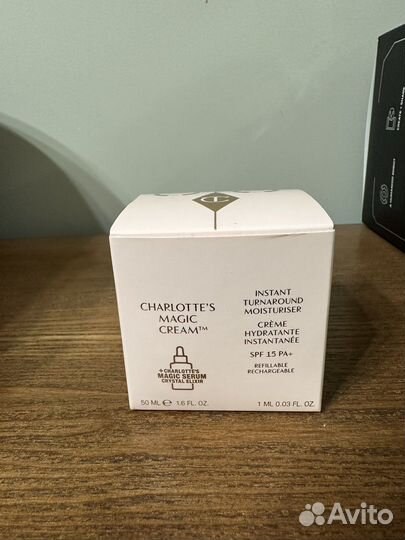 CHARLOTTE'S
MAGIC
CREAM™
+CHARLOTTE'S
MAGIC SERUM
CRYSTAL ELIXIR
50 ML ℮ 1.6 FL. OZ.
INSTANT
TURNAROUND
MOISTURISER
CRÈME
HYDRATANTE
INSTANTANÉE
SPF 15 PA+
REFILLABLE
RECHARGEABLE
1 ML 0.03 FL. OZ.
Avito